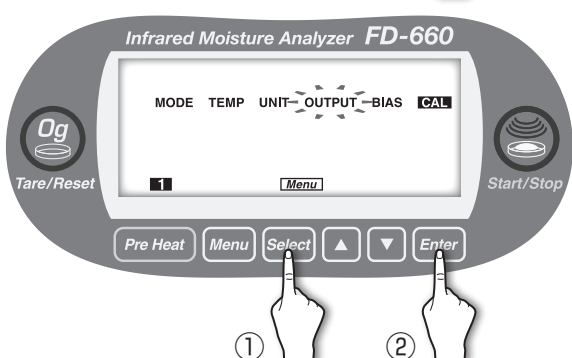 Infrared Moisture Analyzer FD-660
MODE TEMP UNIT OUTPUT BIAS CAL
0g
Tare/Reset
Start/Stop
1 Menu
Pre Heat Menu Select ▲ ▼ Enter
① ②